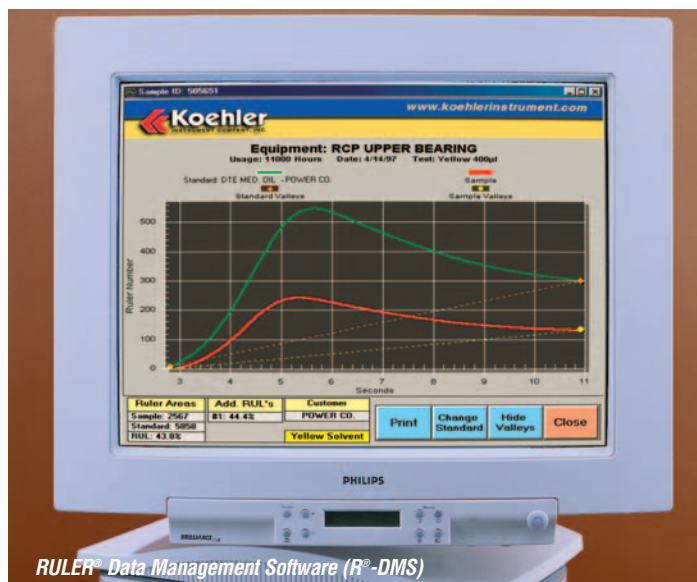 Sample ID: 505651
www.koehlerinstrument.com
Koehler
INSTRUMENT COMPANY, INC.
Equipment: RCP UPPER BEARING
Usage: 11000 Hours Date: 4/14/97 Test: Yellow 400µl
Standard: DTE MED. OIL -POWER CO.
Sample
Standard Valleys
Sample Valleys
500
400
300
200
100
0
Ruler Number
3 4 5 6 7 8 9 10 11
Seconds
Ruler Areas
Sample: 2567
Standard: 5858
RUL: 43.8%
Add. RUL's
#1: 44.4%
Customer
POWER CO.
Yellow Solvent
Print
Change
Standard
Hide
Valleys
Close
PHILIPS
BRILLIANCE
RULER® Data Management Software (R®-DMS)